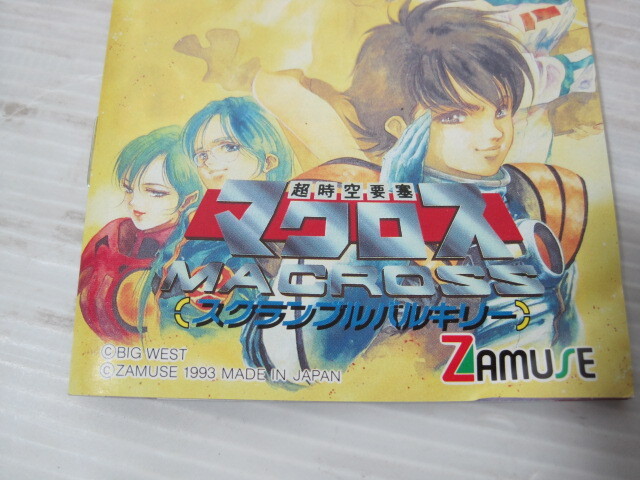 超時空要塞
マクロス
MACROSS
スクランブルバルキリー
©BIG WEST
©ZAMUSE 1993 MADE IN JAPAN
ZAMUSE